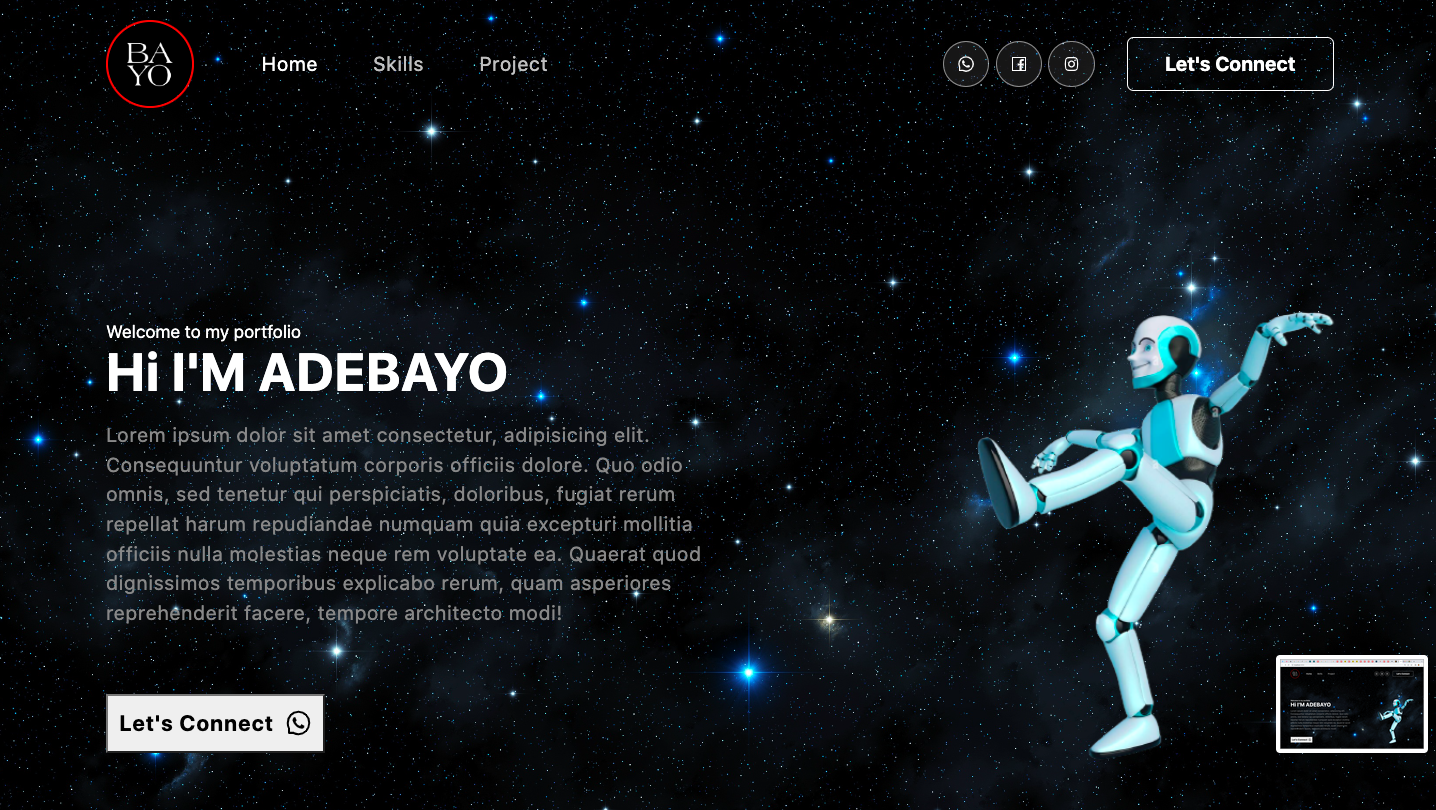 BA
YO
Home
Skills
Project
Let's Connect
Welcome to my portfolio
Hi I'M ADEBAYO
Lorem ipsum dolor sit amet consectetur, adipisicing elit.
Consequuntur voluptatum corporis officiis dolore. Quo odio
omnis, sed tenetur qui perspiciatis, doloribus, fugiat rerum
repellat harum repudiandae numquam quia excepturi mollitia
officiis nulla molestias neque rem voluptate ea. Quaerat quod
dignissimos temporibus explicabo rerum, quam asperiores
reprehenderit facere, tempore architecto modi!
Let's Connect
Hi I'M ADEBAYO